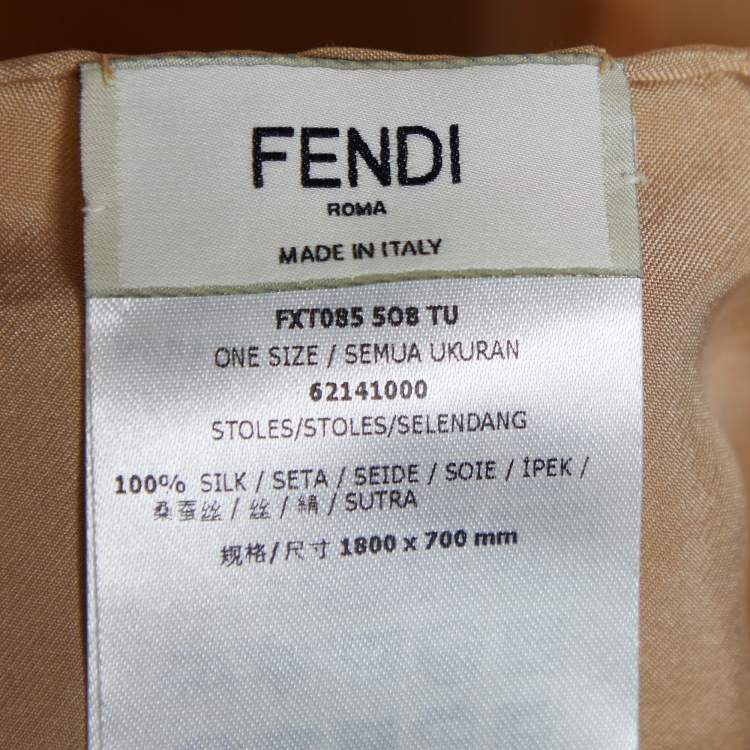 FENDI
ROMA
MADE IN ITALY
FXT085 5O8 TU
ONE SIZE / SEMUA UKURAN
62141000
STOLES/STOLES/SELENDANG
100% SILK / SETA / SEIDE / SOIE / İPEK /
桑蚕丝 / 丝 / 絹 / SUTRA
规格/尺寸 1800 x 700 mm